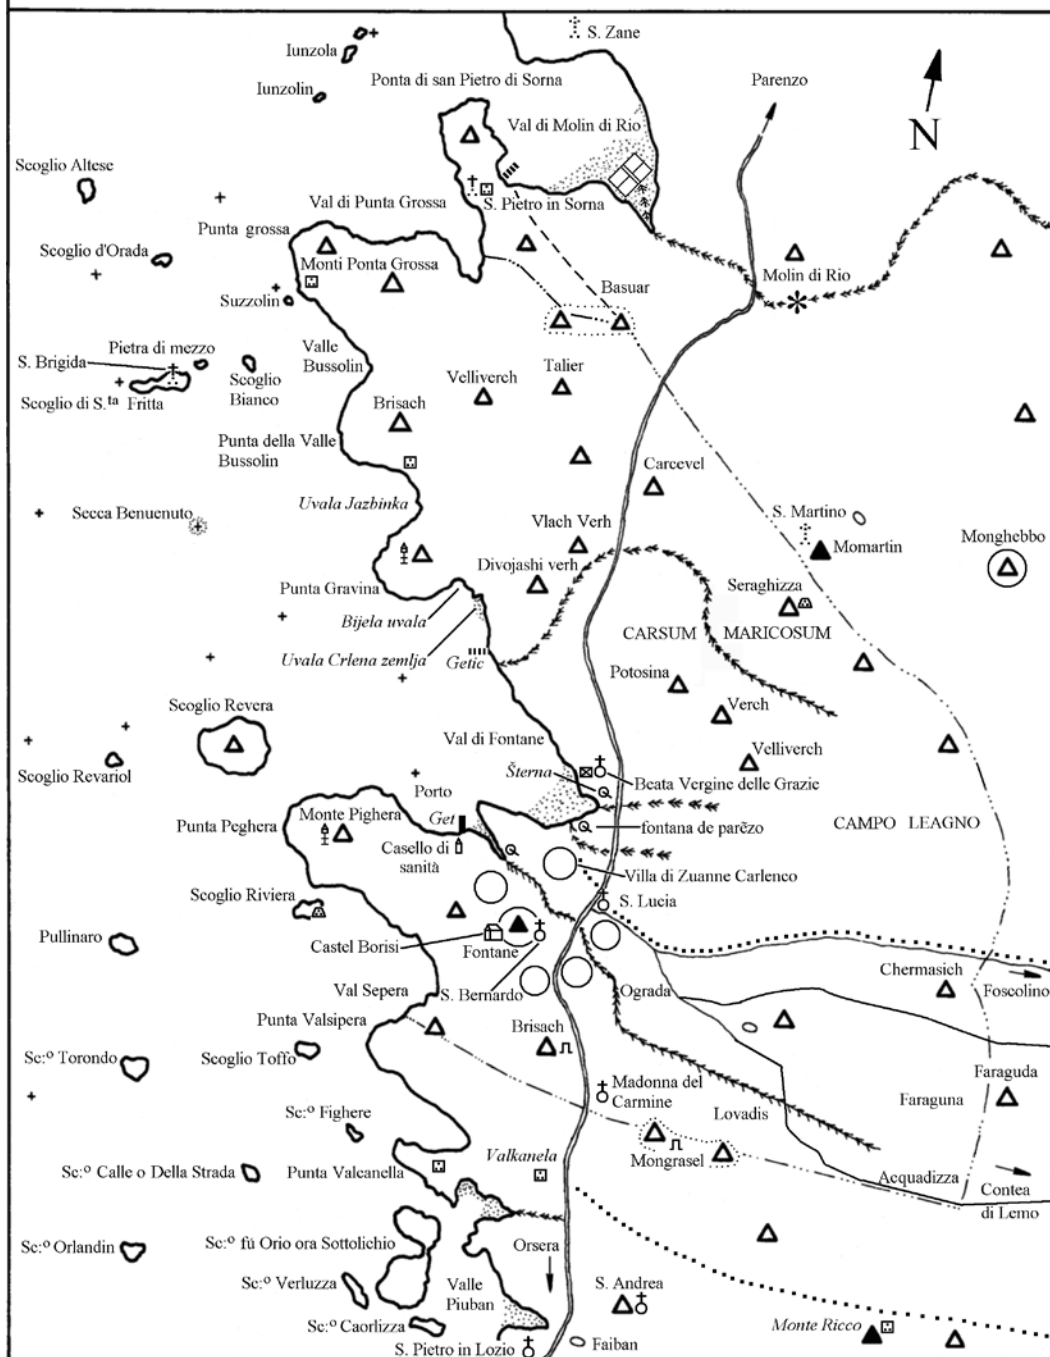 S. Zane
Iunzola
Ponta di san Pietro di Sorna
Parenzo
Iunzolin
N
Val di Molin di Rio
Scoglio Altese
Val di Punta Grossa
S. Pietro in Sorna
Punta grossa
Scoglio d'Orada
Monti Ponta Grossa
Molin di Rio
Basuar
Suzzolin
Pietra di mezzo
Valle
Bussolin
S. Brigida
Talier
Scoglio
Bianco
Velliverch
Scoglio di S.ta Fritta
Brisach
Punta della Valle
Bussolin
Carcevel
Uvala Jazbinka
Secca Benuenuto
S. Martino
Vlach Verh
Monghebbo
Momartin
Divojashi verh
Punta Gravina
Seraghizza
Bijela uvala
CARSUM MARICOSUM
Uvala Crlena zemlja
Getic
Potosina
Scoglio Revera
Verch
Val di Fontane
Velliverch
Scoglio Revariol
Šterna
Beata Vergine delle Grazie
Porto
Punta Peghera
Monte Pighera
Get
fontana de parẽzo
CAMPO LEAGNO
Casello di
sanità
Villa di Zuanne Carlenco
Scoglio Riviera
S. Lucia
Pullinaro
Castel Borisi
Fontane
Chermasich
Foscolino
S. Bernardo
Ograda
Val Sepera
Punta Valsipera
Brisach
Sc:o Torondo
Scoglio Toffo
Faraguda
Madonna del
Carmine
Faraguna
Sc:o Fighere
Lovadis
Valkanela
Mongrasel
Sc:o Calle o Della Strada
Punta Valcanella
Acquadizza
Contea
di Lemo
Sc:o Orlandin
Sc:o fú Orio ora Sottolichio
Orsera
Sc:o Verluzza
Valle
Piuban
S. Andrea
Sc:o Caorlizza
Monte Ricco
S. Pietro in Lozio
Faiban